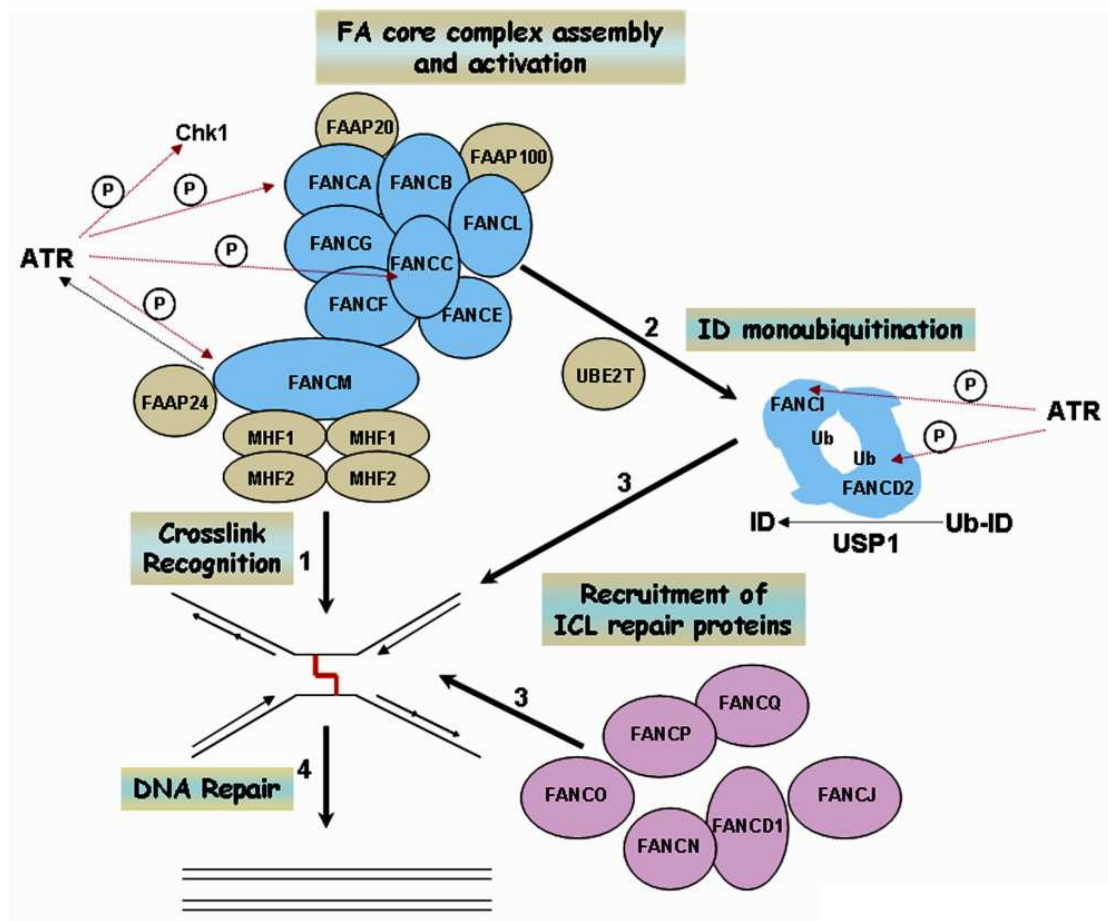 FA core complex assembly
and activation
Chk1
FAAP20
FAAP100
P
P
FANCA
FANCB
FANCL
FANCG
P
FANCC
ATR
P
FANCF
FANCE
FANCM
FAAP24
MHF1
MHF1
MHF2
MHF2
2
UBE2T
ID monoubiquitination
P
FANCI
ATR
Ub
P
Ub
FANCD2
ID
Ub-ID
USP1
3
Crosslink
Recognition
1
Recruitment of
ICL repair proteins
3
FANCQ
FANCP
FANCO
FANCJ
FANCD1
FANCN
DNA Repair
4